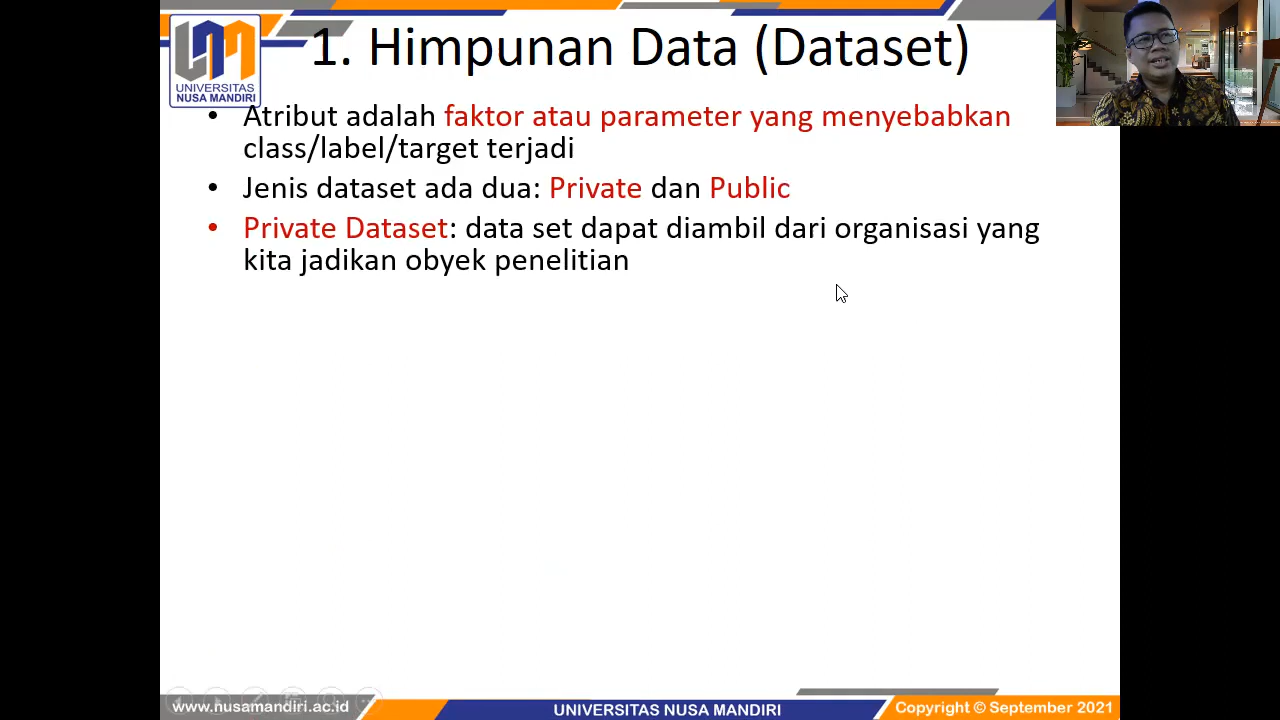 1. Himpunan Data (Dataset)
UNIVERSITAS
NUSA MANDIRI
• Atribut adalah faktor atau parameter yang menyebabkan
class/label/target terjadi
• Jenis dataset ada dua: Private dan Public
• Private Dataset: data set dapat diambil dari organisasi yang
kita jadikan obyek penelitian
www.nusamandiri.ac.id
UNIVERSITAS NUSA MANDIRI
Copyright © September 2021